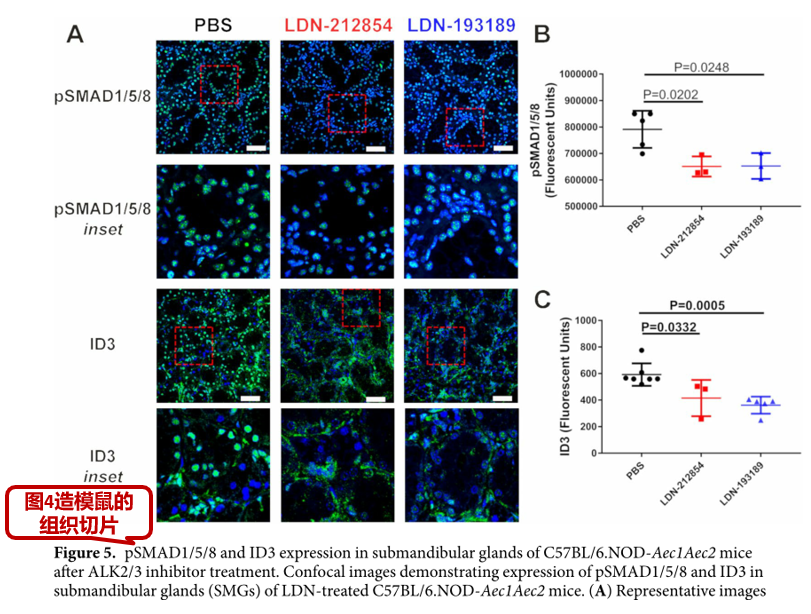 A
PBS
LDN-212854
LDN-193189
pSMAD1/5/8
pSMAD1/5/8
inset
ID3
ID3
inset
B
P=0.0248
P=0.0202
pSMAD1/5/8
(Fluorescent Units)
1000000
900000
800000
700000
600000
500000
PBS
LDN-212854
LDN-193189
C
P=0.0005
P=0.0332
ID3 (Fluorescent Units)
1000
800
600
400
200
0
PBS
LDN-212854
LDN-193189
图4造模鼠的
组织切片
Figure 5. pSMAD1/5/8 and ID3 expression in submandibular glands of C57BL/6.NOD-Aec1Aec2 mice
after ALK2/3 inhibitor treatment. Confocal images demonstrating expression of pSMAD1/5/8 and ID3 in
submandibular glands (SMGs) of LDN-treated C57BL/6.NOD-Aec1Aec2 mice. (A) Representative images